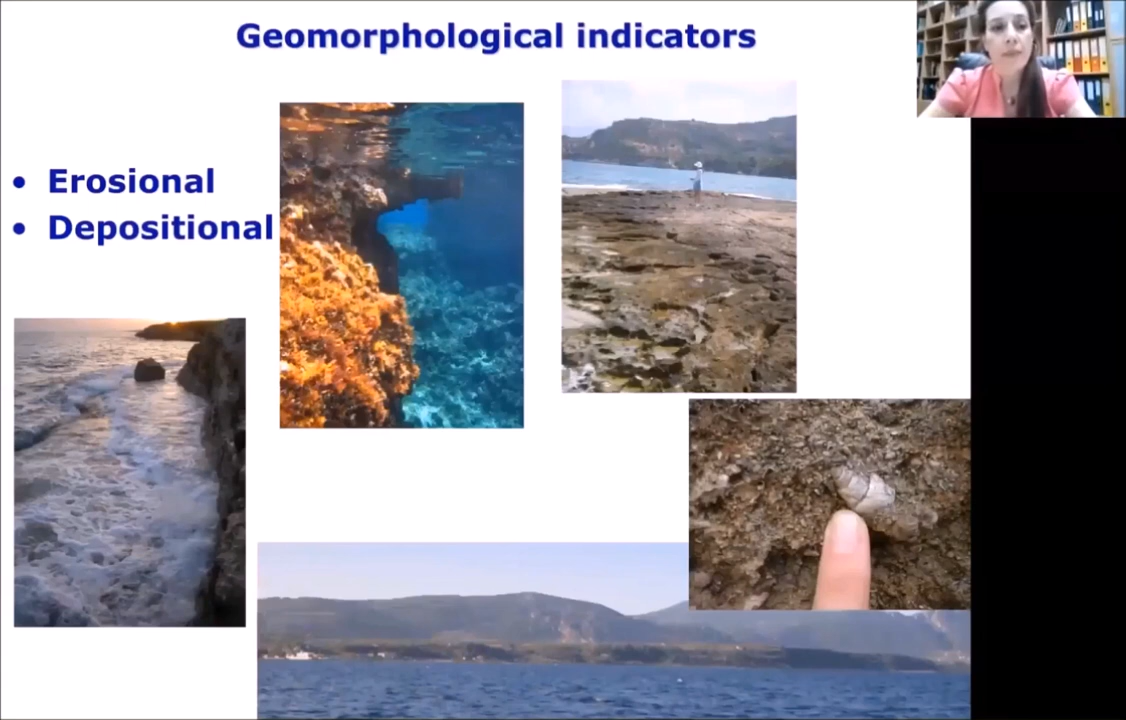 Geomorphological indicators
• Erosional
• Depositional